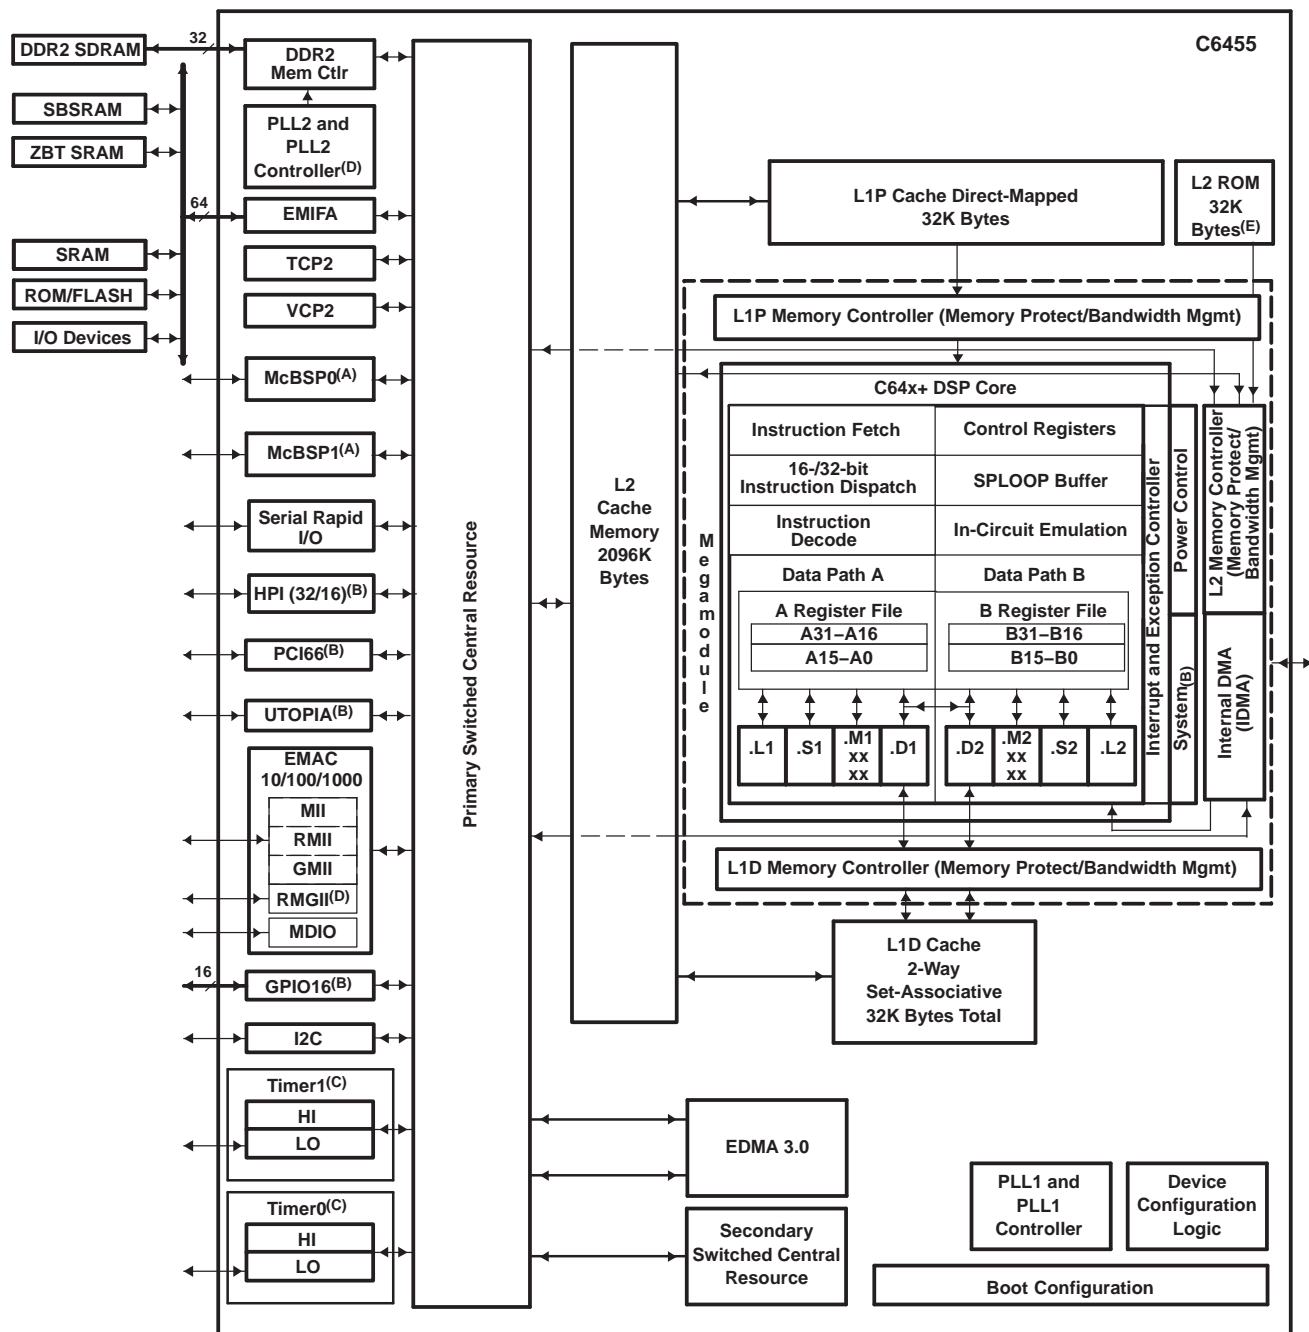 C6455
DDR2 SDRAM
32
SBSRAM
ZBT SRAM
64
SRAM
ROM/FLASH
I/O Devices
DDR2
Mem Ctlr
PLL2 and
PLL2
Controller(D)
EMIFA
TCP2
VCP2
McBSP0(A)
McBSP1(A)
Serial Rapid
I/O
HPI (32/16)(B)
PCI66(B)
UTOPIA(B)
EMAC
10/100/1000
MII
RMII
GMII
RMGII(D)
MDIO
16
GPIO16(B)
I2C
Timer1(C)
HI
LO
Timer0(C)
HI
LO
Primary Switched Central Resource
L2
Cache
Memory
2096K
Bytes
L1P Cache Direct-Mapped
32K Bytes
L2 ROM
32K
Bytes(E)
L1P Memory Controller (Memory Protect/Bandwidth Mgmt)
Megamodule
C64x+ DSP Core
Instruction Fetch
Control Registers
16-/32-bit
Instruction Dispatch
SPLOOP Buffer
Instruction
Decode
In-Circuit Emulation
Data Path A
Data Path B
A Register File
A31–A16
A15–A0
B Register File
B31–B16
B15–B0
.L1
.S1
.M1
xx
xx
.D1
.D2
.M2
xx
xx
.S2
.L2
Interrupt and Exception Controller
Power Control
System(B)
L2 Memory Controller
(Memory Protect/
Bandwidth Mgmt)
Internal DMA
(IDMA)
L1D Memory Controller (Memory Protect/Bandwidth Mgmt)
L1D Cache
2-Way
Set-Associative
32K Bytes Total
EDMA 3.0
Secondary
Switched Central
Resource
PLL1 and
PLL1
Controller
Device
Configuration
Logic
Boot Configuration